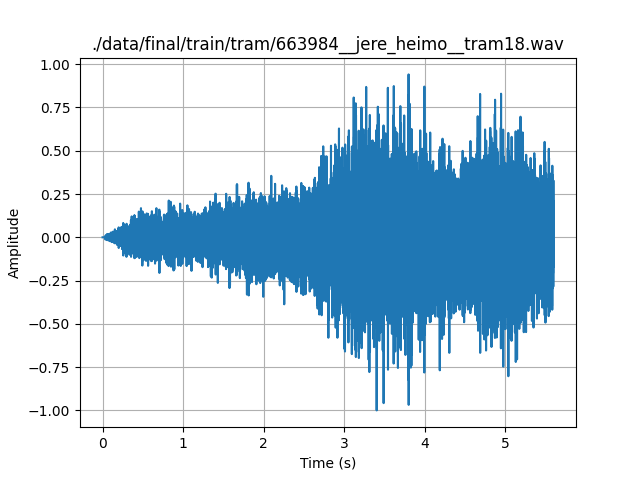 ./data/final/train/tram/663984__jere_heimo__tram18.wav
1.00
0.75
0.50
0.25
0.00
−0.25
−0.50
−0.75
−1.00
Amplitude
0 1 2 3 4 5
Time (s)